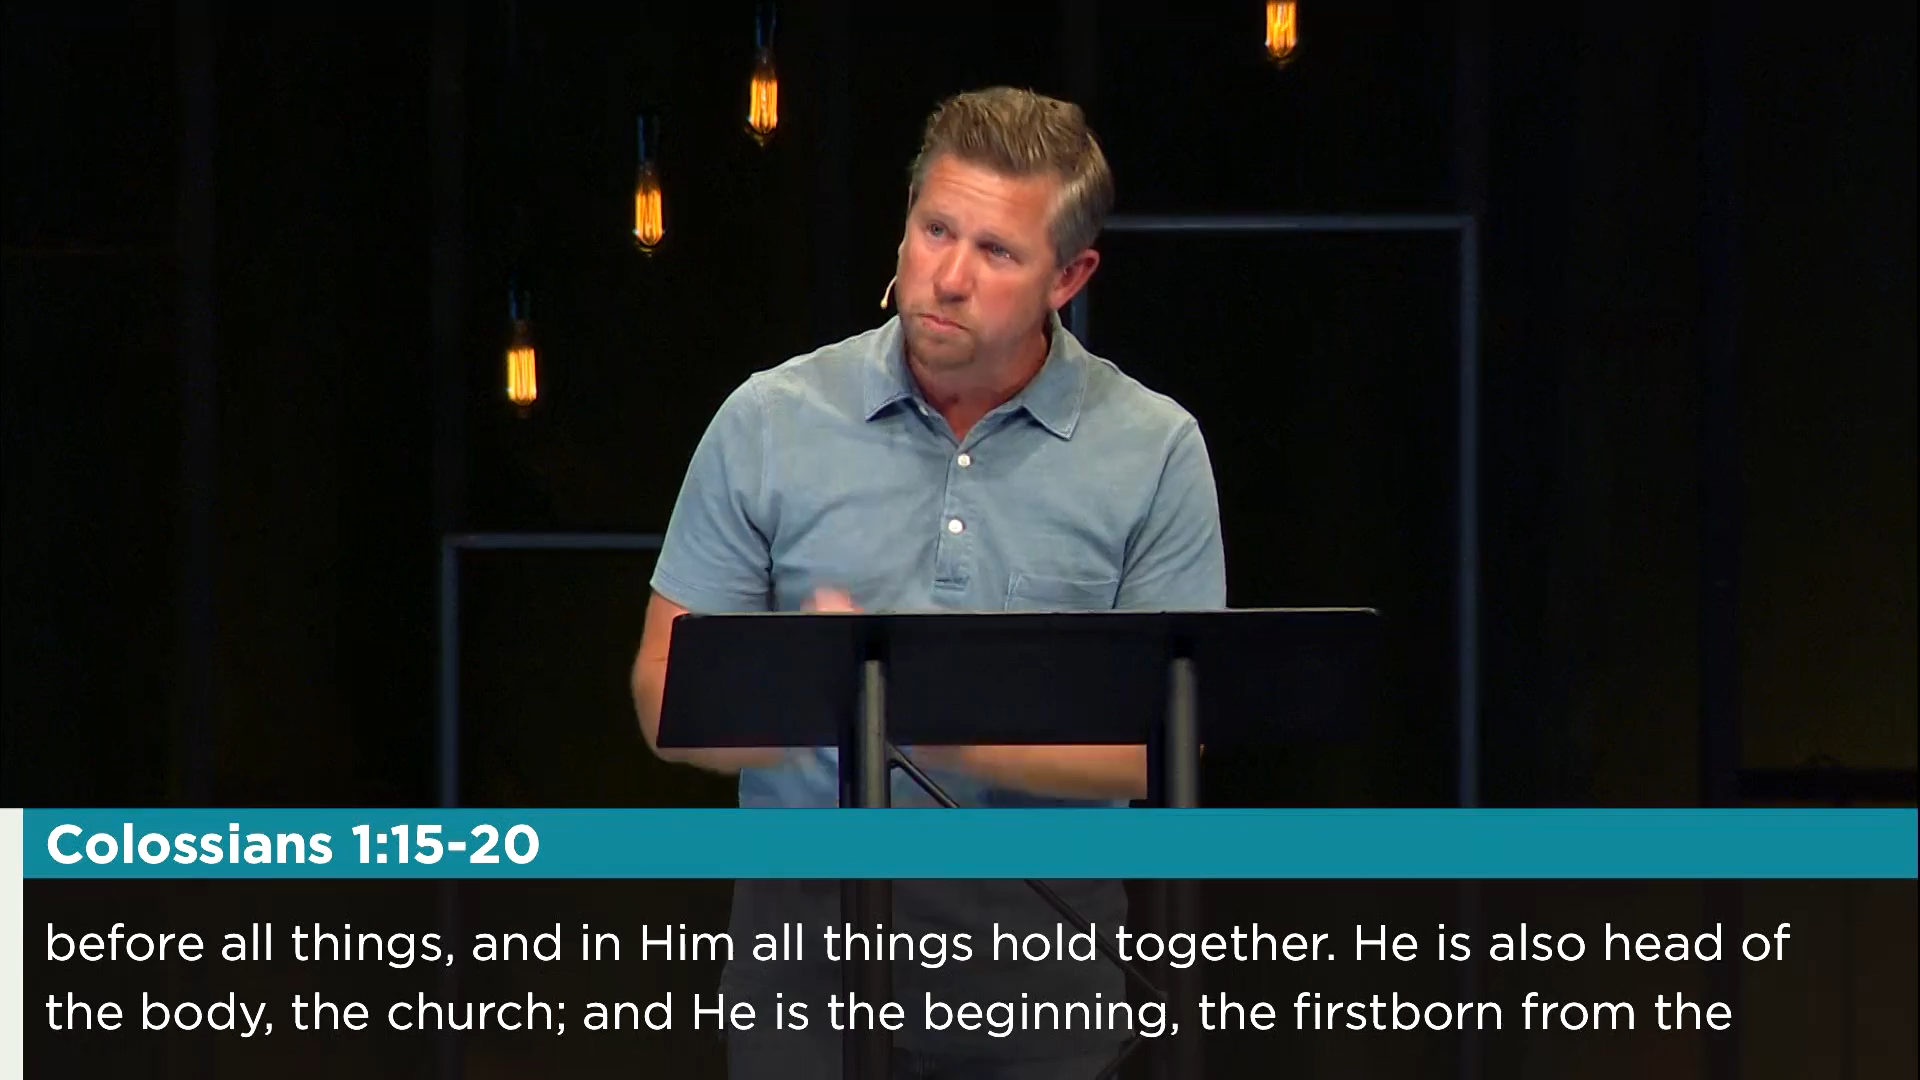 Colossians 1:15-20
before all things, and in Him all things hold together. He is also head of
the body, the church; and He is the beginning, the firstborn from the